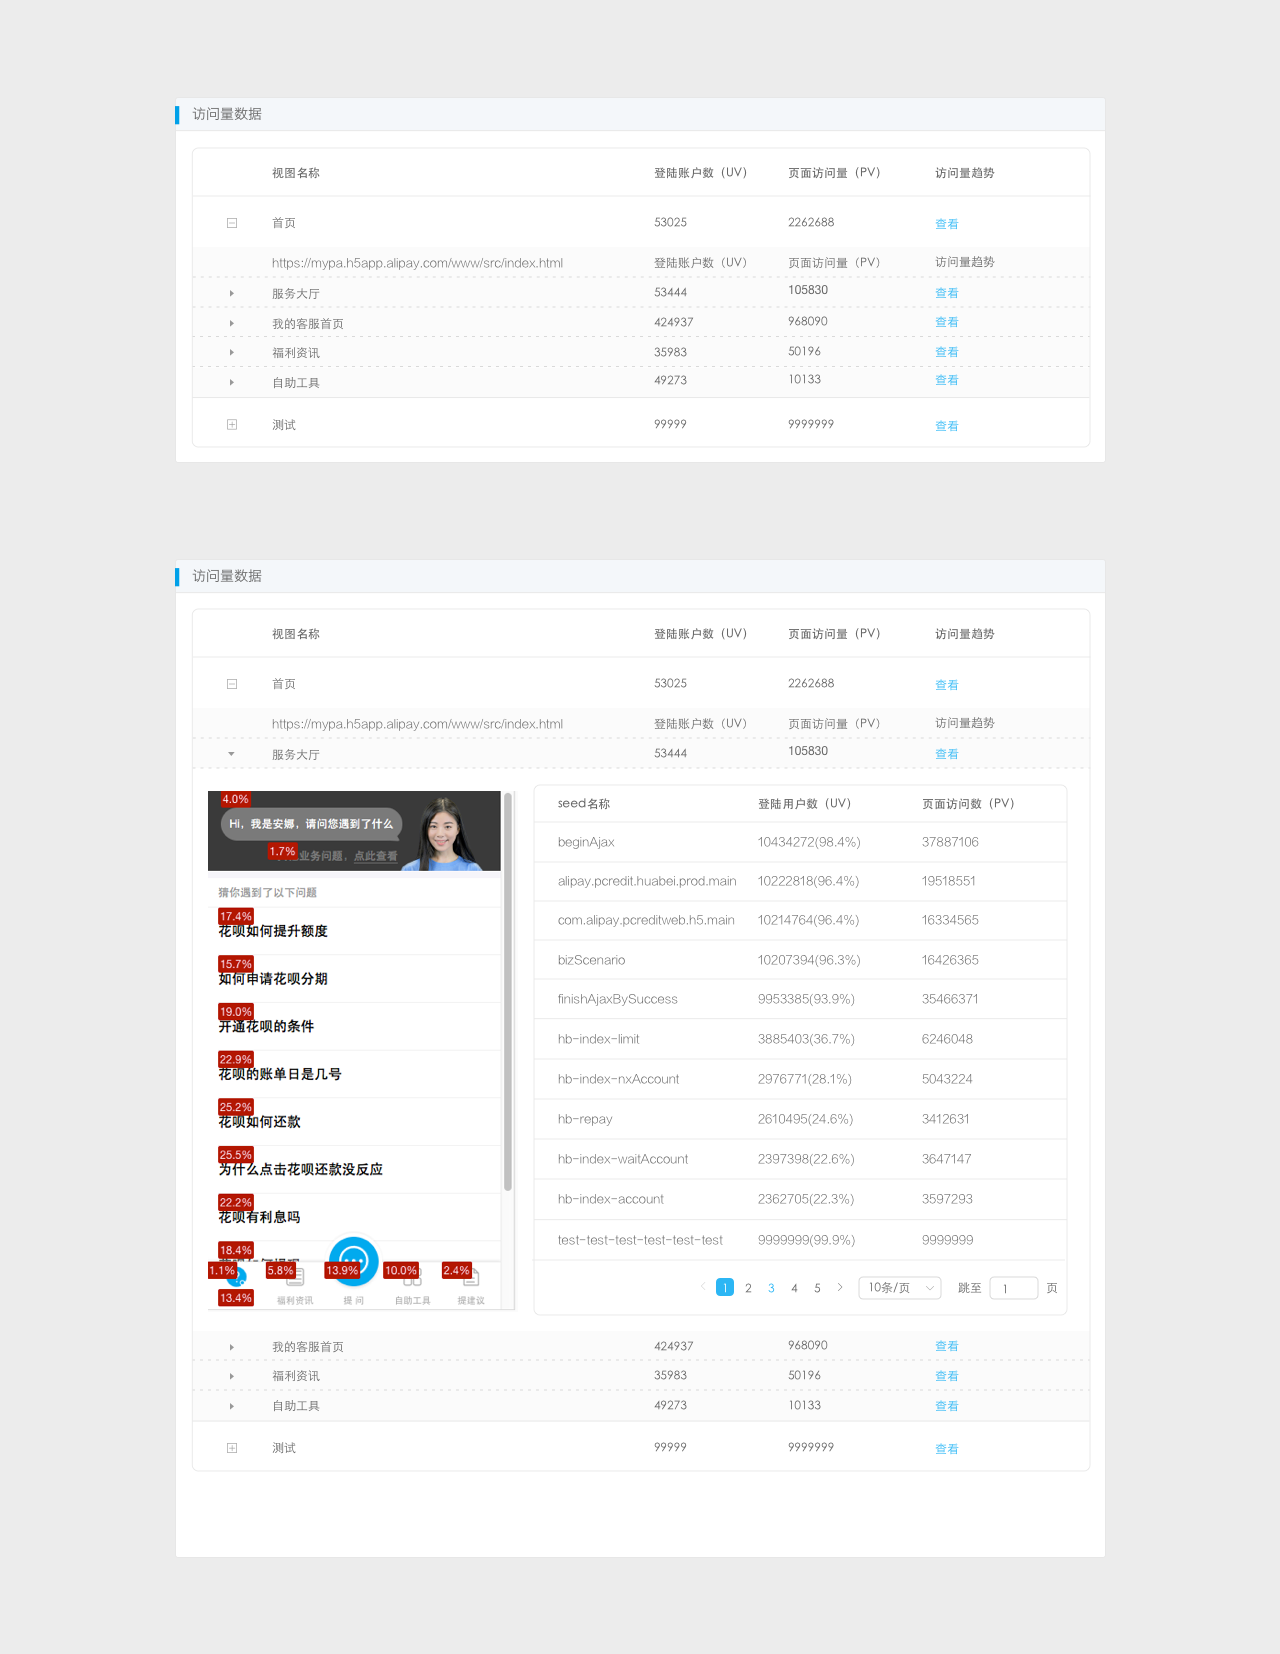 访问量数据
视图名称 登陆账户数（UV） 页面访问量（PV） 访问量趋势
首页 53025 2262688 查看
https://mypa.h5app.alipay.com/www/src/index.html 登陆账户数（UV） 页面访问量（PV） 访问量趋势
服务大厅 53444 105830 查看
我的客服首页 424937 968090 查看
福利资讯 35983 50196 查看
自助工具 49273 10133 查看
测试 99999 9999999 查看
访问量数据
视图名称 登陆账户数（UV） 页面访问量（PV） 访问量趋势
首页 53025 2262688 查看
https://mypa.h5app.alipay.com/www/src/index.html 登陆账户数（UV） 页面访问量（PV） 访问量趋势
服务大厅 53444 105830 查看
4.0%
Hi，我是安娜，请问您遇到了什么
1.7% 业务问题，点此查看
猜你遇到了以下问题
17.4%
花呗如何提升额度
15.7%
如何申请花呗分期
19.0%
开通花呗的条件
22.9%
花呗的账单日是几号
25.2%
花呗如何还款
25.5%
为什么点击花呗还款没反应
22.2%
花呗有利息吗
18.4%
1.1% 5.8% 13.9% 10.0% 2.4%
13.4% 福利资讯 提 问 自助工具 提建议
seed名称 登陆用户数（UV） 页面访问数（PV）
beginAjax 10434272(98.4%) 37887106
alipay.pcredit.huabei.prod.main 10222818(96.4%) 19518551
com.alipay.pcreditweb.h5.main 10214764(96.4%) 16334565
bizScenario 10207394(96.3%) 16426365
finishAjaxBySuccess 9953385(93.9%) 35466371
hb-index-limit 3885403(36.7%) 6246048
hb-index-nxAccount 2976771(28.1%) 5043224
hb-repay 2610495(24.6%) 3412631
hb-index-waitAccount 2397398(22.6%) 3647147
hb-index-account 2362705(22.3%) 3597293
test-test-test-test-test-test 9999999(99.9%) 9999999
1 2 3 4 5 10条/页 跳至 1 页
我的客服首页 424937 968090 查看
福利资讯 35983 50196 查看
自助工具 49273 10133 查看
测试 99999 9999999 查看